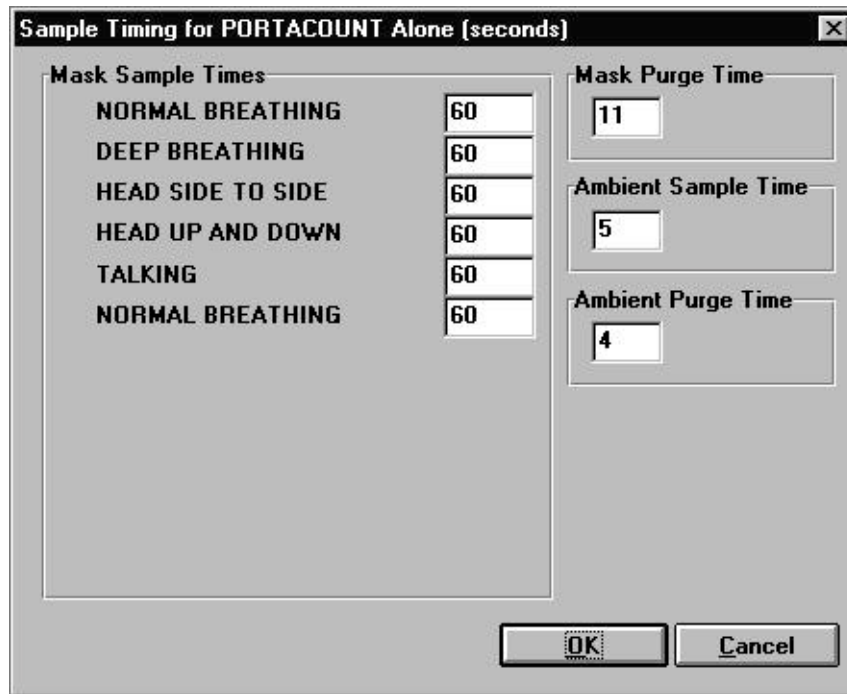 Sample Timing for PORTACOUNT Alone (seconds)
Mask Sample Times
NORMAL BREATHING 60
DEEP BREATHING 60
HEAD SIDE TO SIDE 60
HEAD UP AND DOWN 60
TALKING 60
NORMAL BREATHING 60
Mask Purge Time
11
Ambient Sample Time
5
Ambient Purge Time
4
OK Cancel